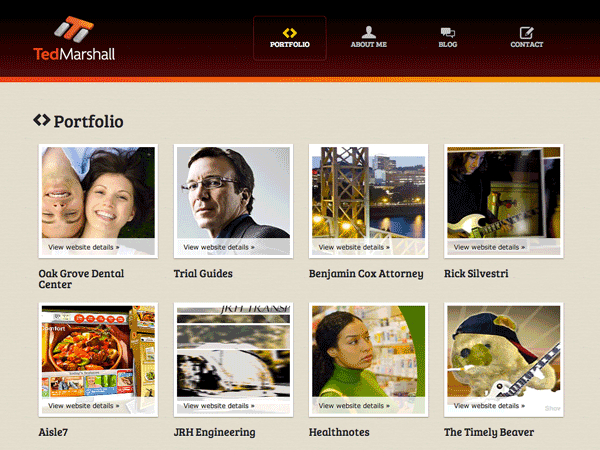 TedMarshall
PORTFOLIO
ABOUT ME
BLOG
CONTACT
Portfolio
View website details »
View website details »
View website details »
View website details »
Oak Grove Dental
Center
Trial Guides
Benjamin Cox Attorney
Rick Silvestri
comfort
JRH TRANSP
Show
View website details »
View website details »
View website details »
View website details »
Aisle7
JRH Engineering
Healthnotes
The Timely Beaver